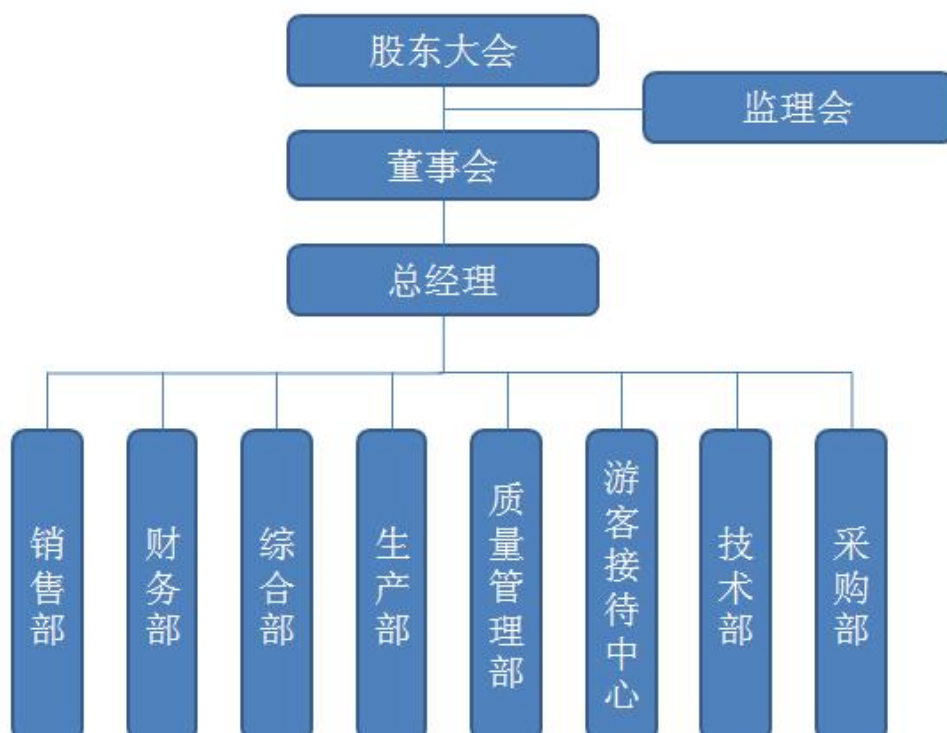 股东大会
监理会
董事会
总经理
销售部
财务部
综合部
生产部
质量管理部
游客接待中心
技术部
采购部